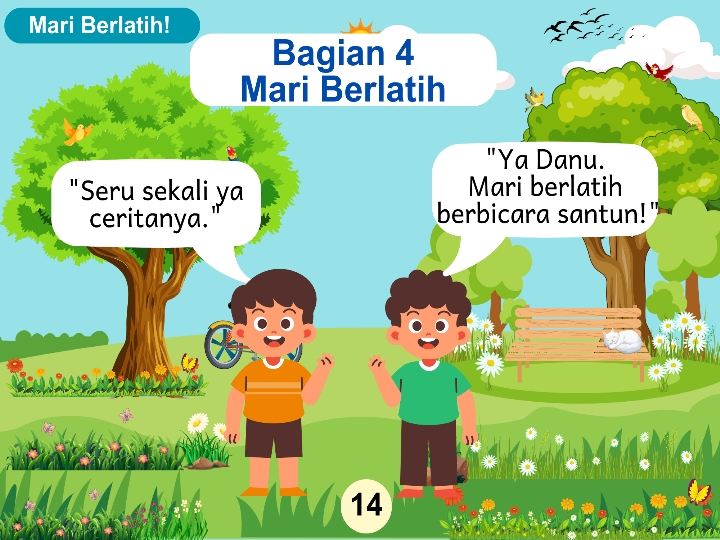 Mari Berlatih!
Bagian 4
Mari Berlatih
"Seru sekali ya
ceritanya."
"Ya Danu.
Mari berlatih
berbicara santun!"
14